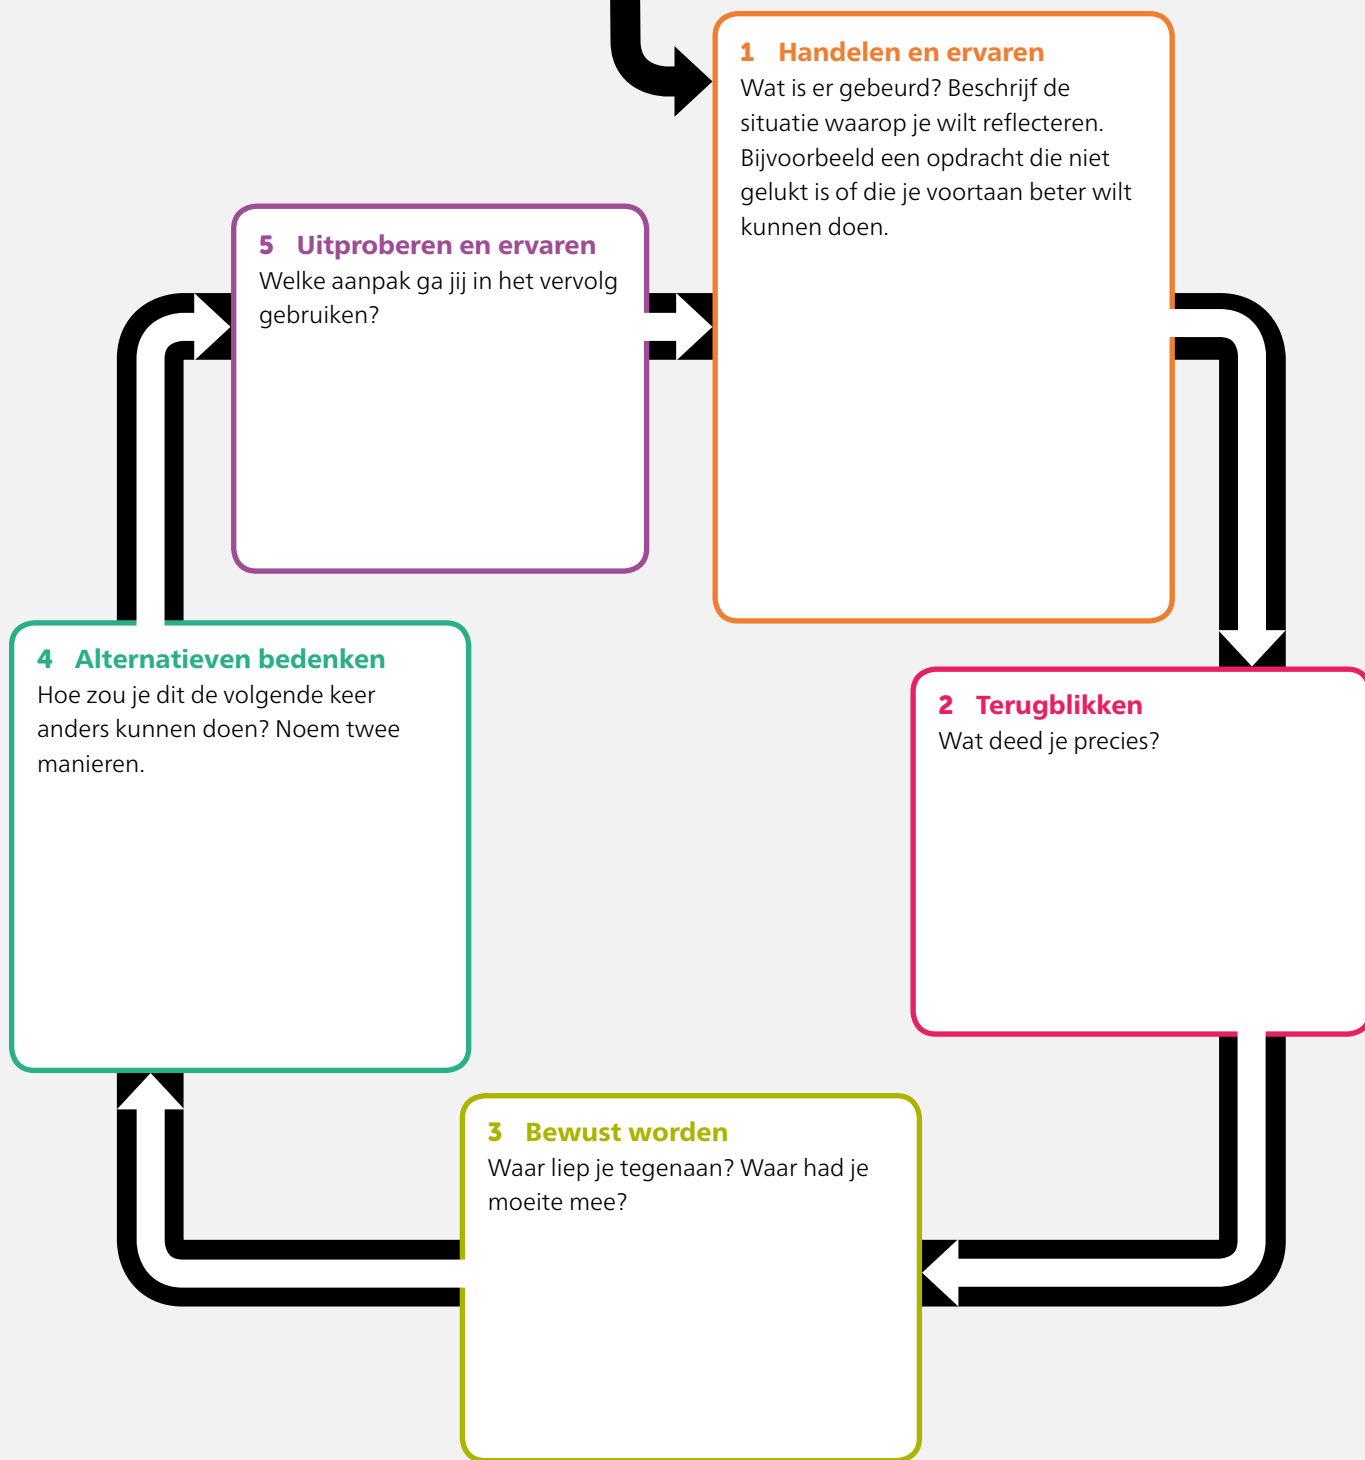 1 Handelen en ervaren
Wat is er gebeurd? Beschrijf de
situatie waarop je wilt reflecteren.
Bijvoorbeeld een opdracht die niet
gelukt is of die je voortaan beter wilt
kunnen doen.
2 Terugblikken
Wat deed je precies?
3 Bewust worden
Waar liep je tegenaan? Waar had je
moeite mee?
4 Alternatieven bedenken
Hoe zou je dit de volgende keer
anders kunnen doen? Noem twee
manieren.
5 Uitproberen en ervaren
Welke aanpak ga jij in het vervolg
gebruiken?